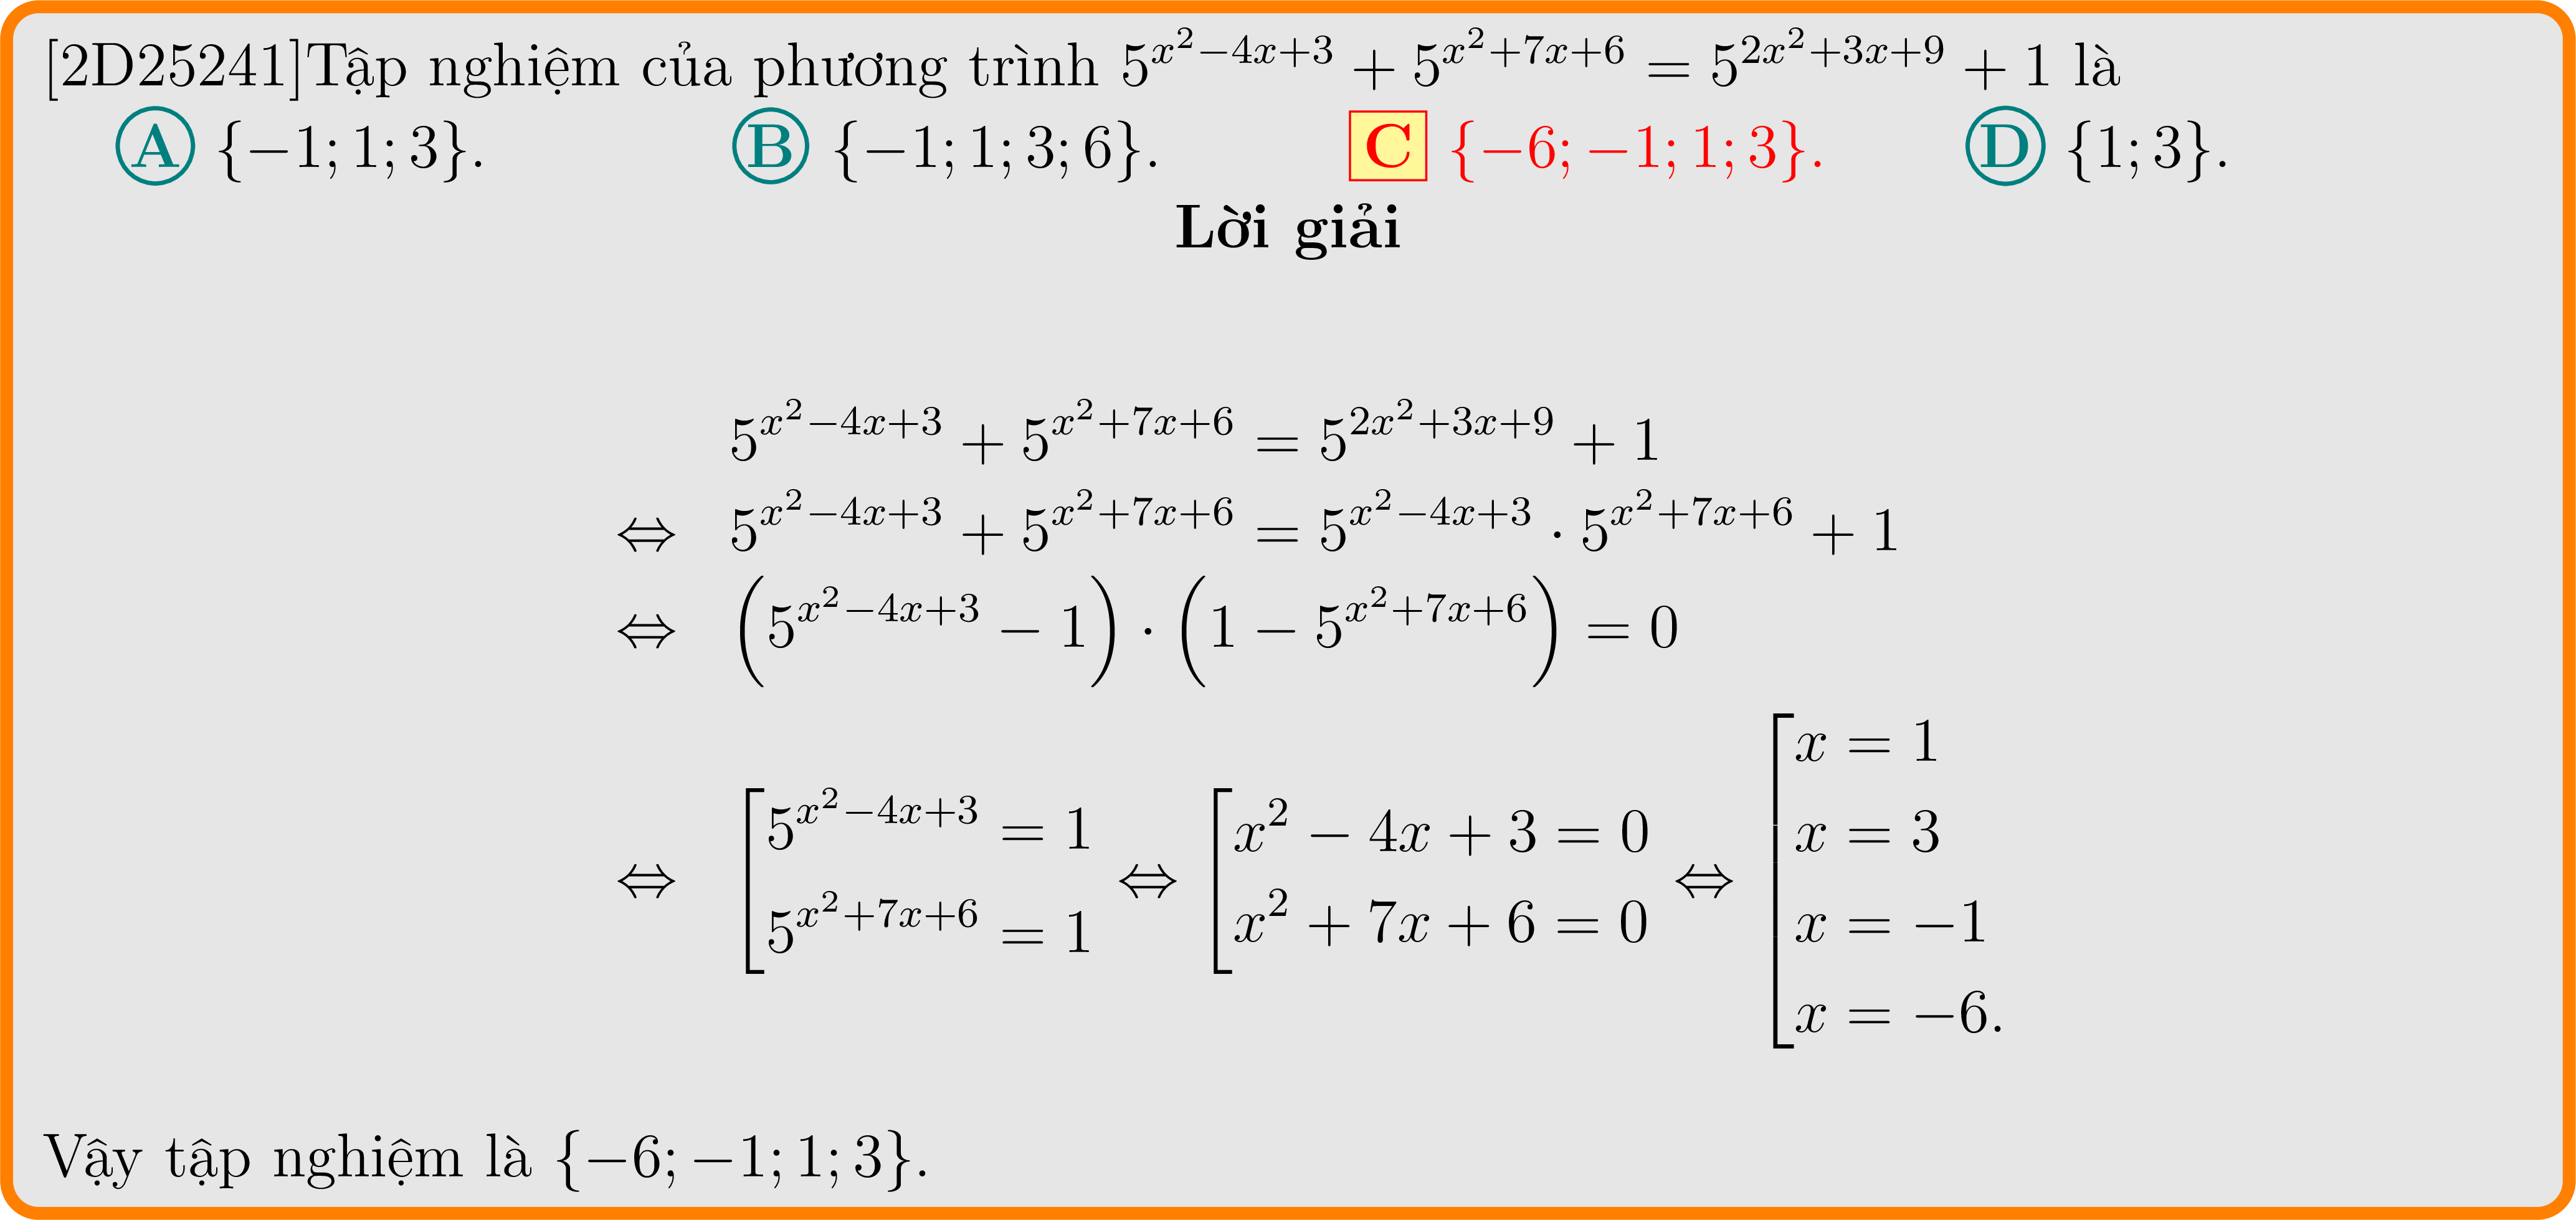 [2D25241]Tập nghiệm của phương trình $5^{x^2-4x+3} + 5^{x^2+7x+6} = 5^{2x^2+3x+9} + 1$ là
A {−1; 1; 3}. B {−1; 1; 3; 6}. C {−6; −1; 1; 3}. D {1; 3}.
Lời giải
$5^{x^2-4x+3} + 5^{x^2+7x+6} = 5^{2x^2+3x+9} + 1$
$\Leftrightarrow 5^{x^2-4x+3} + 5^{x^2+7x+6} = 5^{x^2-4x+3} \cdot 5^{x^2+7x+6} + 1$
$\Leftrightarrow \left(5^{x^2-4x+3} - 1\right) \cdot \left(1 - 5^{x^2+7x+6}\right) = 0$
$\Leftrightarrow \left[\begin{array}{l} 5^{x^2-4x+3} = 1 \\ 5^{x^2+7x+6} = 1 \end{array}\right. \Leftrightarrow \left[\begin{array}{l} x^2 - 4x + 3 = 0 \\ x^2 + 7x + 6 = 0 \end{array}\right. \Leftrightarrow \left[\begin{array}{l} x = 1 \\ x = 3 \\ x = -1 \\ x = -6. \end{array}\right.$
Vậy tập nghiệm là {−6; −1; 1; 3}.